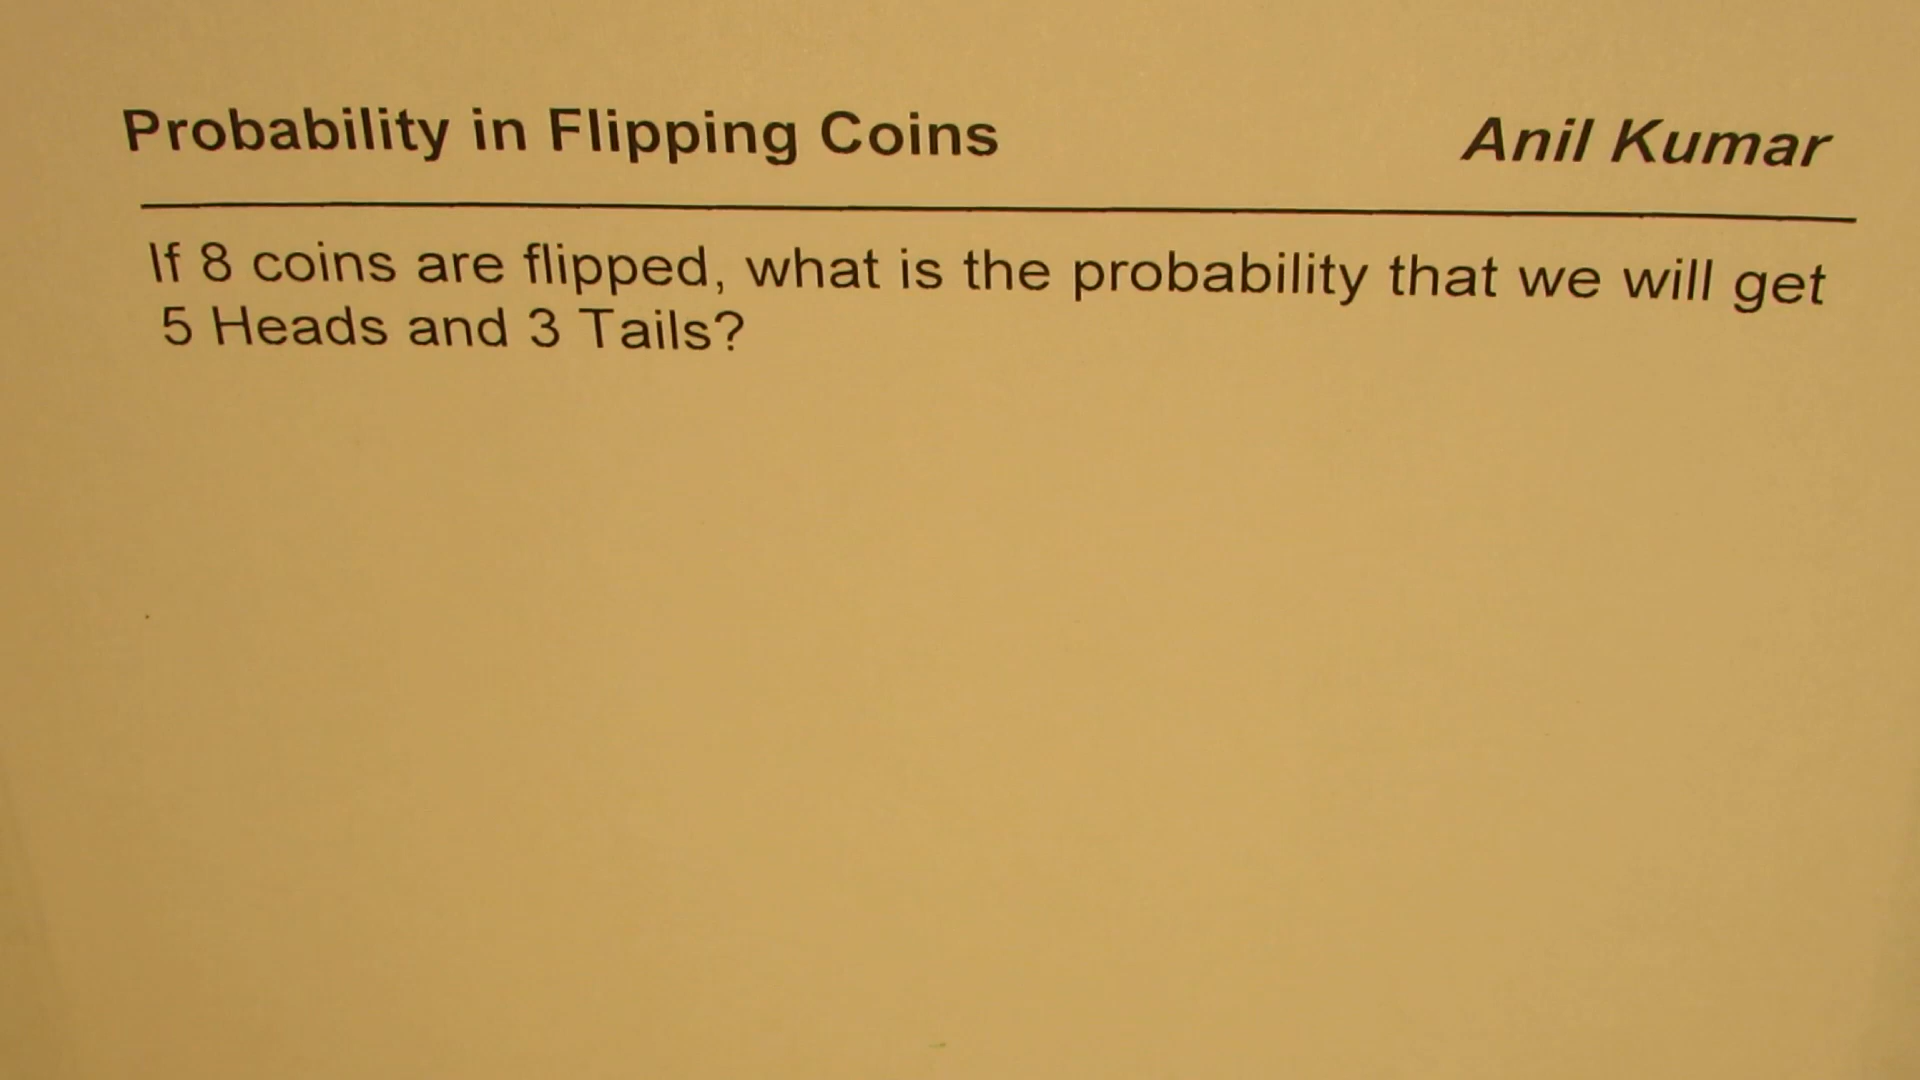 Probability in Flipping Coins
Anil Kumar
If 8 coins are flipped, what is the probability that we will get
5 Heads and 3 Tails?